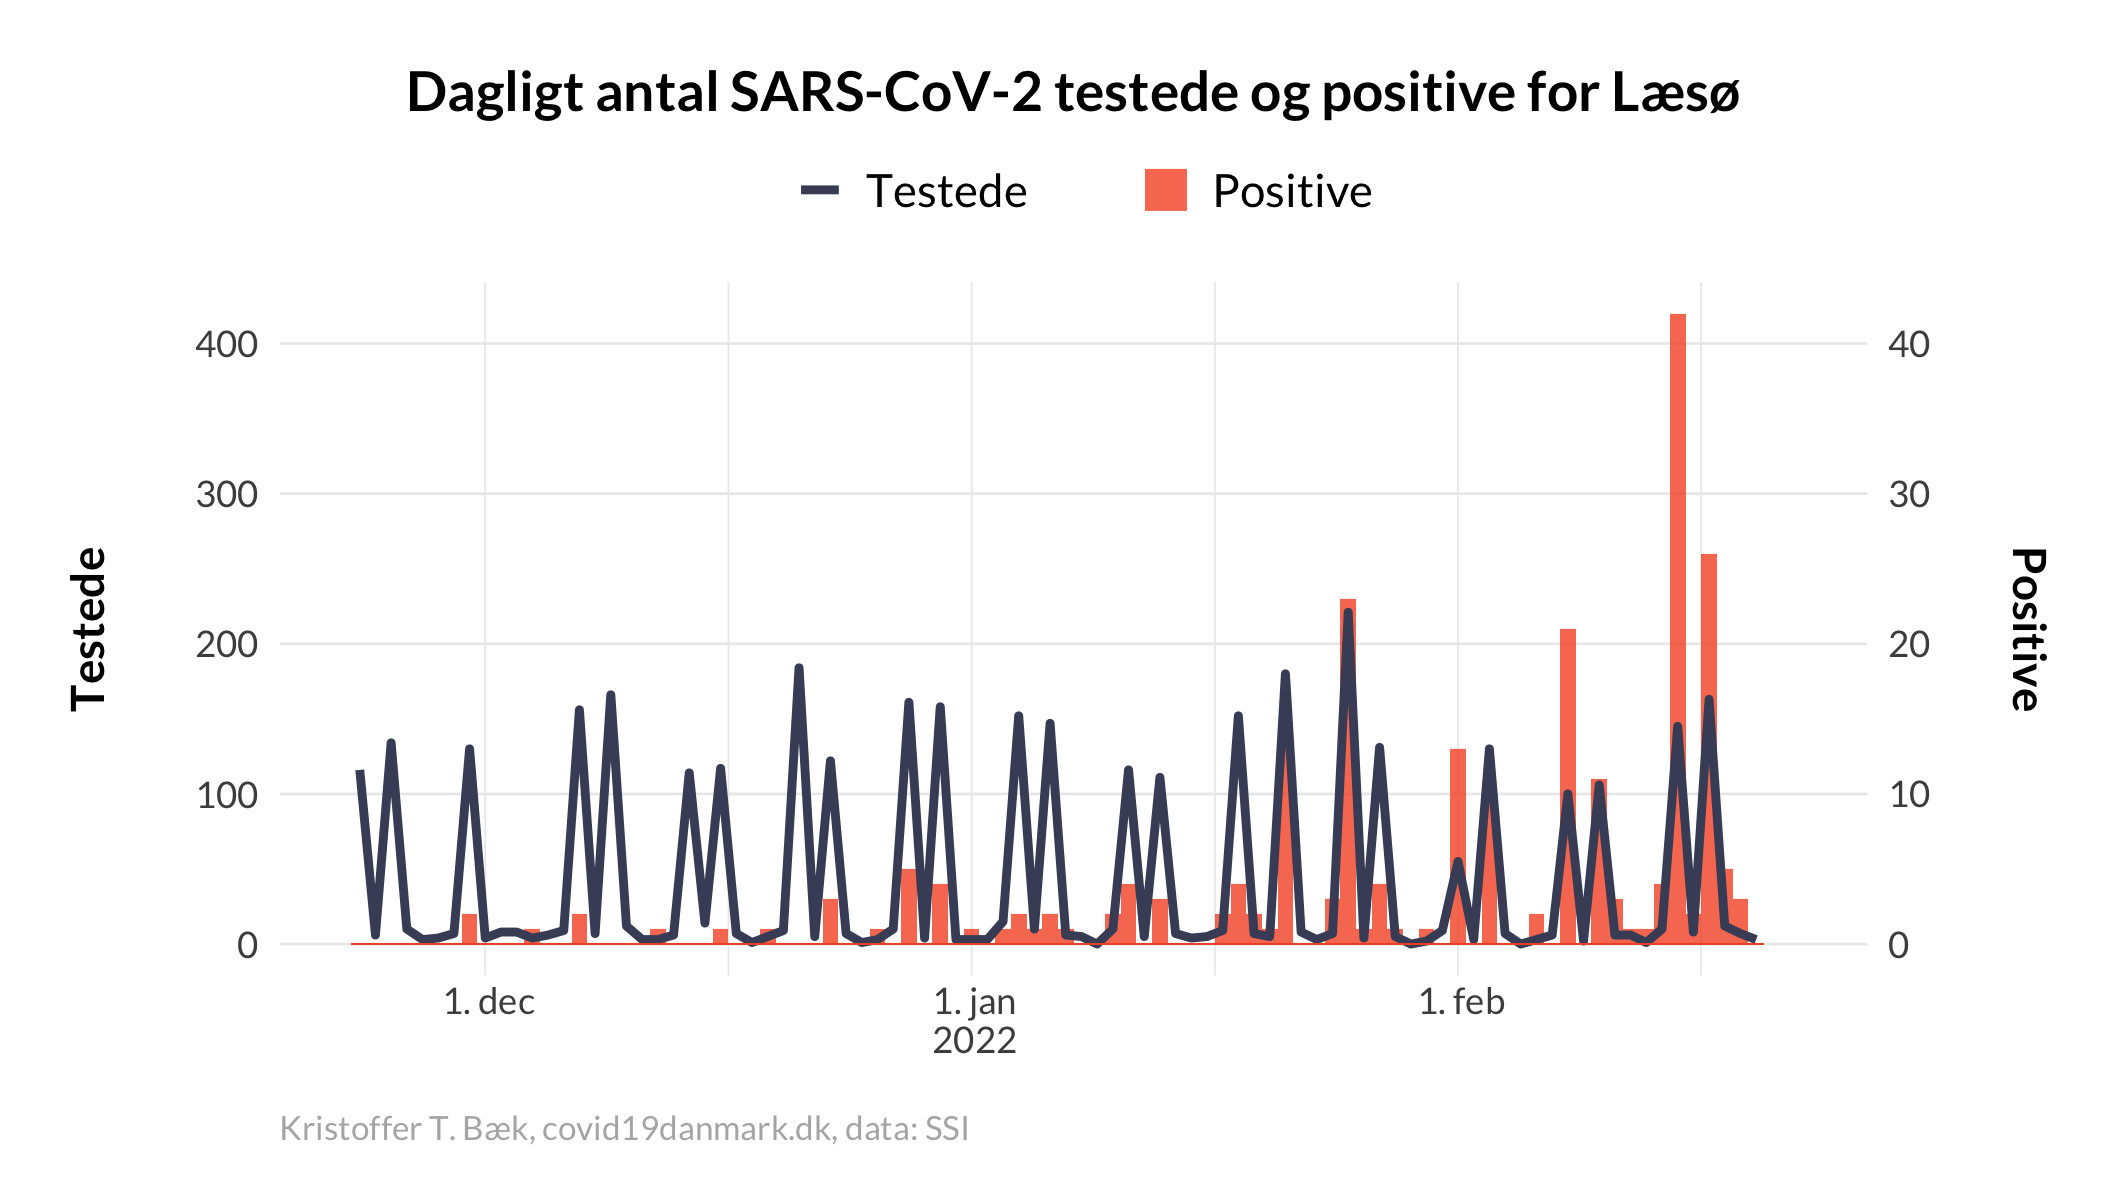 Dagligt antal SARS-CoV-2 testede og positive for Læsø
Testede
Positive
400
300
200
100
0
40
30
20
10
0
Testede
Positive
1. dec
1. jan
2022
1. feb
Kristoffer T. Bæk, covid19danmark.dk, data: SSI